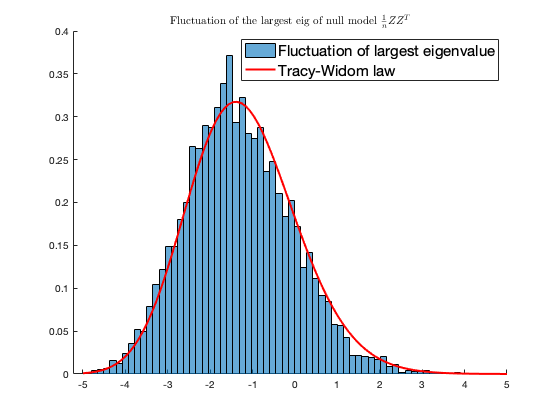 Fluctuation of the largest eig of null model $\frac{1}{n}ZZ^T$
Fluctuation of largest eigenvalue
Tracy-Widom law
0.4
0.35
0.3
0.25
0.2
0.15
0.1
0.05
0
-5 -4 -3 -2 -1 0 1 2 3 4 5